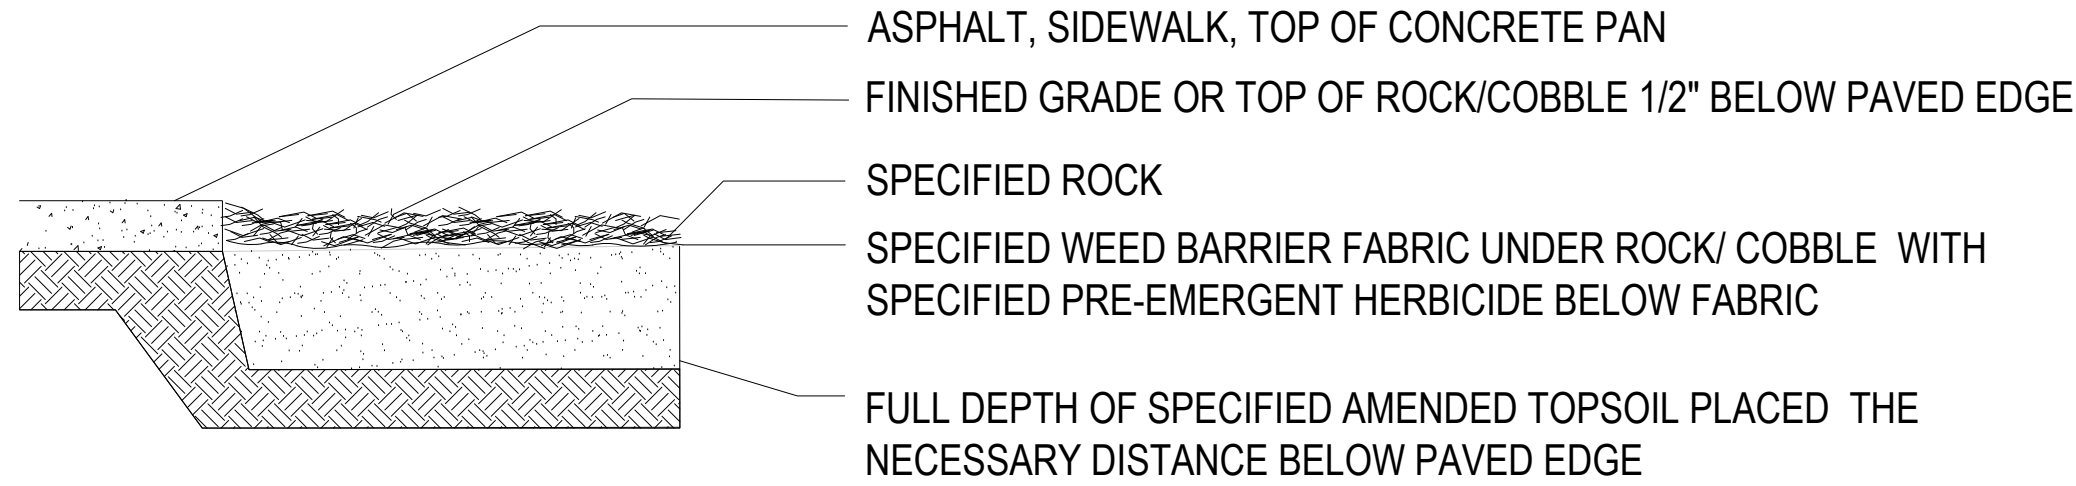 ASPHALT, SIDEWALK, TOP OF CONCRETE PAN
FINISHED GRADE OR TOP OF ROCK/COBBLE 1/2" BELOW PAVED EDGE
SPECIFIED ROCK
SPECIFIED WEED BARRIER FABRIC UNDER ROCK/ COBBLE  WITH
SPECIFIED PRE-EMERGENT HERBICIDE BELOW FABRIC
FULL DEPTH OF SPECIFIED AMENDED TOPSOIL PLACED  THE
NECESSARY DISTANCE BELOW PAVED EDGE